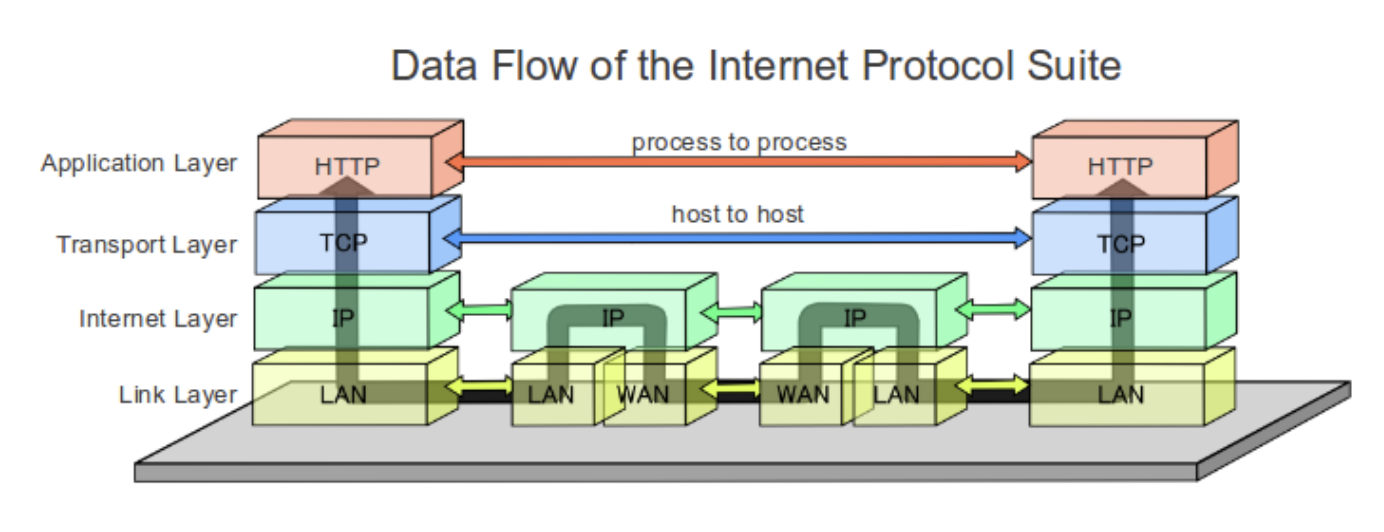 Data Flow of the Internet Protocol Suite
Application Layer HTTP process to process HTTP
Transport Layer TCP host to host TCP
Internet Layer IP IP IP IP
Link Layer LAN LAN WAN WAN LAN LAN